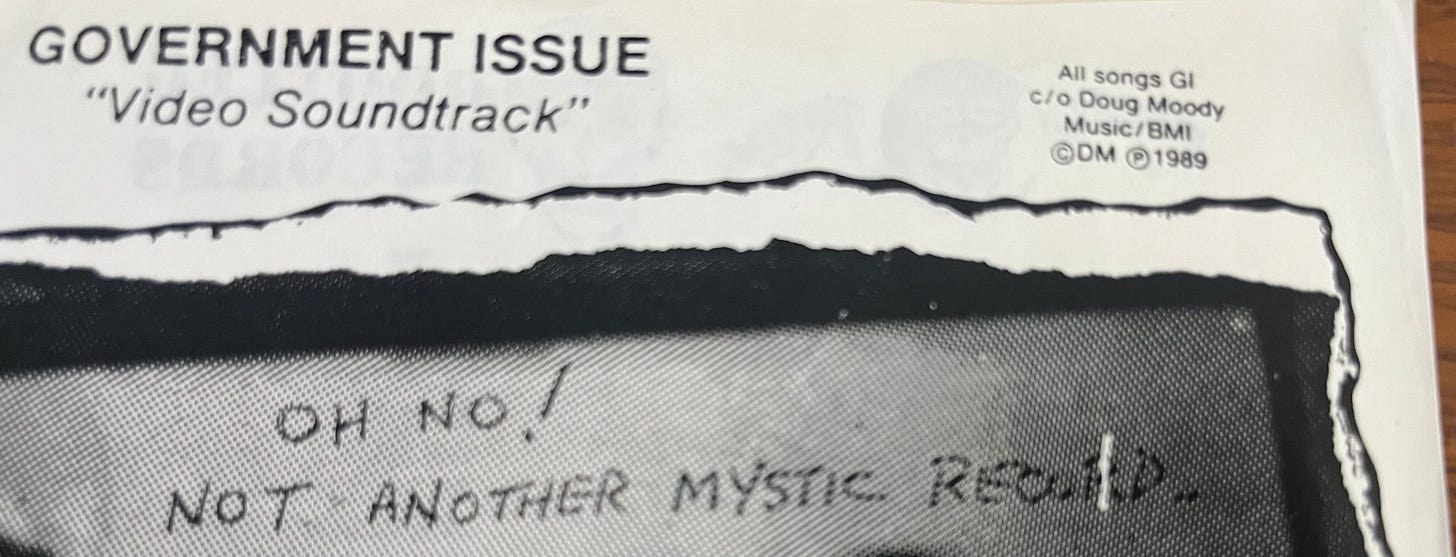 GOVERNMENT ISSUE
“Video Soundtrack”
All songs GI
c/o Doug Moody
Music/BMI
©DM ℗1989
OH NO!
NOT ANOTHER MYSTIC RECORD..